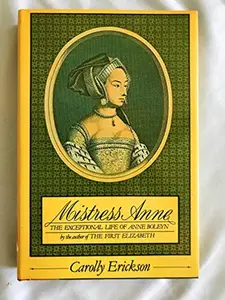 Mistress Anne
THE EXCEPTIONAL LIFE OF ANNE BOLEYN
by the author of THE FIRST ELIZABETH
Carolly Erickson